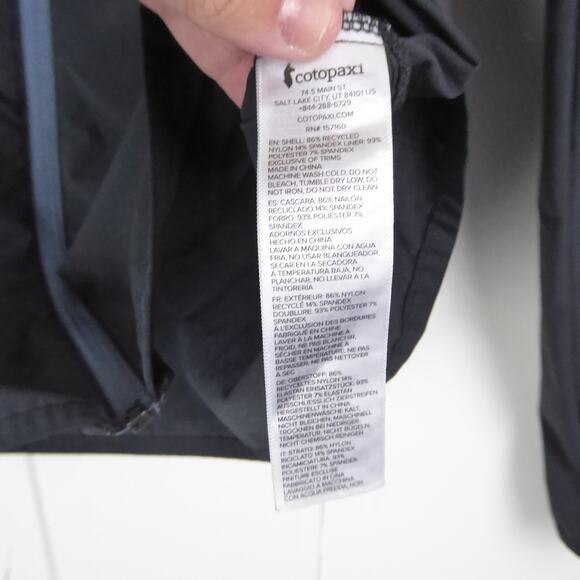 cotopaxi
74 S MAIN ST.
SALT LAKE CITY, UT 84101 US
+844-268-6729
COTOPAXI.COM
RN# 157160
EN: SHELL: 86% RECYCLED
NYLON 14% SPANDEX LINER: 93%
POLYESTER 7% SPANDEX
EXCLUSIVE OF TRIMS
MADE IN CHINA
MACHINE WASH COLD, DO NOT
BLEACH, TUMBLE DRY LOW, DO
NOT IRON, DO NOT DRY CLEAN
ES: CASCARA: 86% NAILÓN
RECICLADO 14% SPANDEX
FORRO: 93% POLIÉSTER 7%
SPANDEX
ADORNOS EXCLUSIVOS
HECHO EN CHINA
LAVAR A MÁQUINA CON AGUA
FRIA, NO USAR BLANQUEADOR,
SECAR EN LA SECADORA
A TEMPERATURA BAJA, NO
PLANCHAR, NO LLEVAR A LA
TINTORERÍA
FR: EXTÉRIEUR: 86% NYLON
RECYCLÉ 14% SPANDEX
DOUBLURE: 93% POLYESTER 7%
SPANDEX
À L'EXCLUSION DES BORDURES
FABRIQUÉ EN CHINE
LAVER À LA MACHINE À
FROID, NE PAS BLANCHIR,
SÉCHER EN MACHINE À
BASSE TEMPÉRATURE, NE PAS
REPASSER, NE PAS NETTOYER
À SEC
DE: OBERSTOFF: 86%
RECYCELTES NYLON 14%
ELASTAN EINSATZSTÜCK: 93%
POLYESTER 7% ELASTAN
AUSSCHLIESSLICH ZIERSTREIFEN
HERGESTELLT IN CHINA
MASCHINENWÄSCHE KALT,
NICHT BLEICHEN, MASCHINELL
TROCKNEN BEI NIEDRIGER
TEMPERATUR, NICHT BÜGELN,
NICHT CHEMISCH REINIGEN
IT: STRATO: 86% NYLON
RICICLATO 14% SPANDEX
INCAMICIATURA: 93%
POLIESTERE 7% SPANDEX
FINITURE ESCLUSE
FABBRICATO IN CINA
LAVAGGIO A MACCHINA
CON ACQUA FREDDA, NON